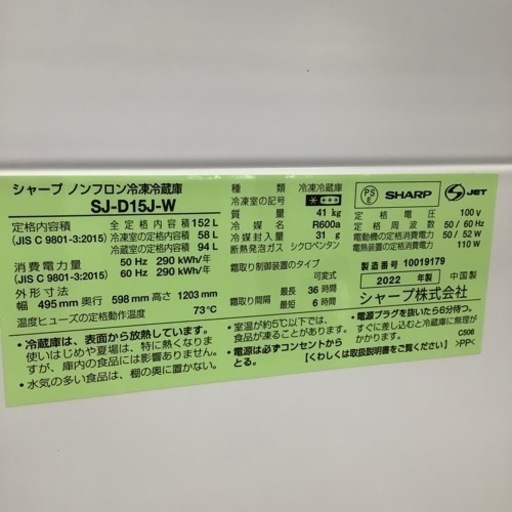 シャープ ノンフロン冷凍冷蔵庫
SJ-D15J-W
定格内容積
(JIS C 9801-3:2015)
全定格内容積 152 L
冷凍室の定格内容積 58 L
冷蔵室の定格内容積 94 L
消費電力量
(JIS C 9801-3:2015)
50 Hz 290 kWh/年
60 Hz 290 kWh/年
外形寸法
幅 495 mm 奥行 598 mm 高さ 1203 mm
温度ヒューズの定格動作温度 73℃
・冷蔵庫は、表面から放熱しています。
使いはじめや夏場は、特に熱くなりま
すが、庫内の食品には影響ありません。
・水気の多い食品は、棚の奥に置かない。
種類 冷凍冷蔵庫
冷凍室の記号
質量 41 kg
冷媒 R600a
冷媒封入量 31 g
断熱発泡ガス シクロペンタン
霜取り制御装置のタイプ
可変式
霜取り間隔 最長 36 時間
最短 6 時間
・室温が約5℃以下では、食品が凍ることがあります。
・電源は必ずコンセントから
とる。
PS
E
SHARP
S JET
定格電圧 100 V
定格周波数 50 / 60 Hz
電動機の定格消費電力 50 / 52 W
電熱装置の定格消費電力 110 W
製造番号 10019179
2022 年製 中国製
シャープ株式会社
・電源プラグを抜いたら6分待つ。
すぐに差し込むと冷蔵庫に無理が
かかり、故障の原因になります。
C506
【くわしくは取扱説明書をご覧ください】 >PP<